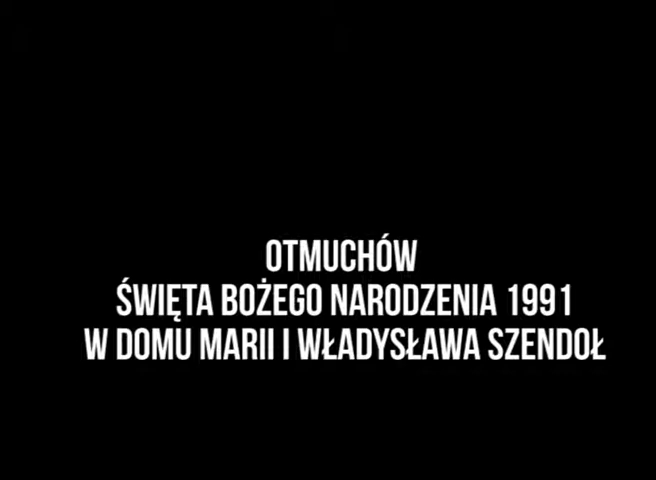 OTMUCHÓW
ŚWIĘTA BOŻEGO NARODZENIA 1991
W DOMU MARII I WŁADYSŁAWA SZENDOŁ